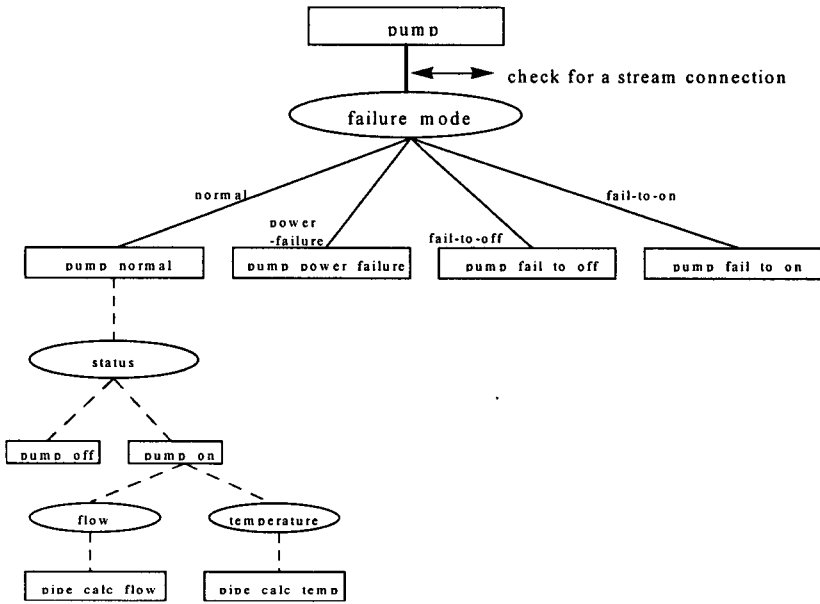 pump
check for a stream connection
failure mode
normal
power
-failure
fail-to-off
fail-to-on
pump normal
pump power failure
pump fail to off
pump fail to on
status
pump off
pump on
flow
temperature
pipe calc flow
pipe calc temp